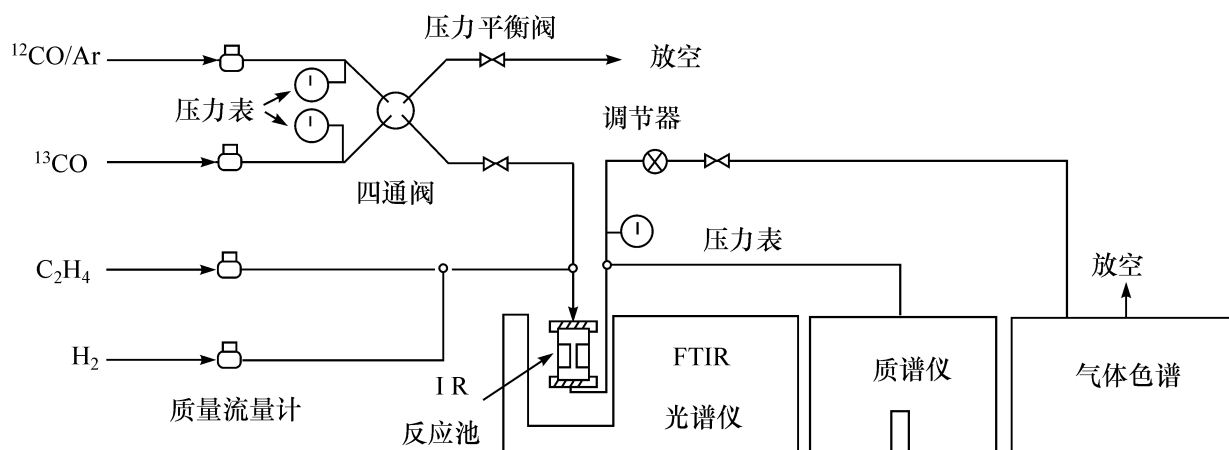 压力平衡阀
¹²CO/Ar
放空
压力表
调节器
¹³CO
四通阀
压力表
C₂H₄
放空
H₂
FTIR
质谱仪
气体色谱
IR
质量流量计
光谱仪
反应池